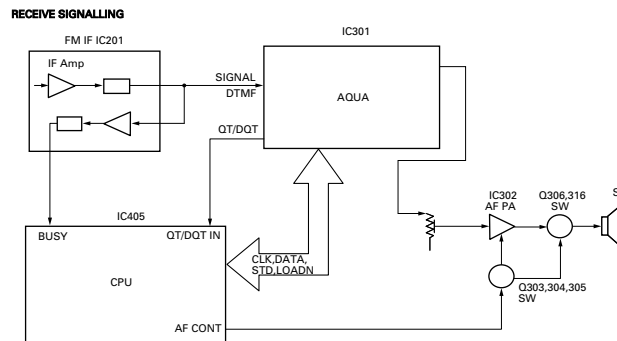 RECEIVE SIGNALLING
FM IF IC201
IF Amp
IC301
SIGNAL
DTMF
AQUA
QT/DQT
IC405
BUSY
QT/DQT IN
CPU
CLK,DATA,
STD,LOADN
AF CONT
IC302
AF PA
Q306,316
SW
Q303,304,305
SW